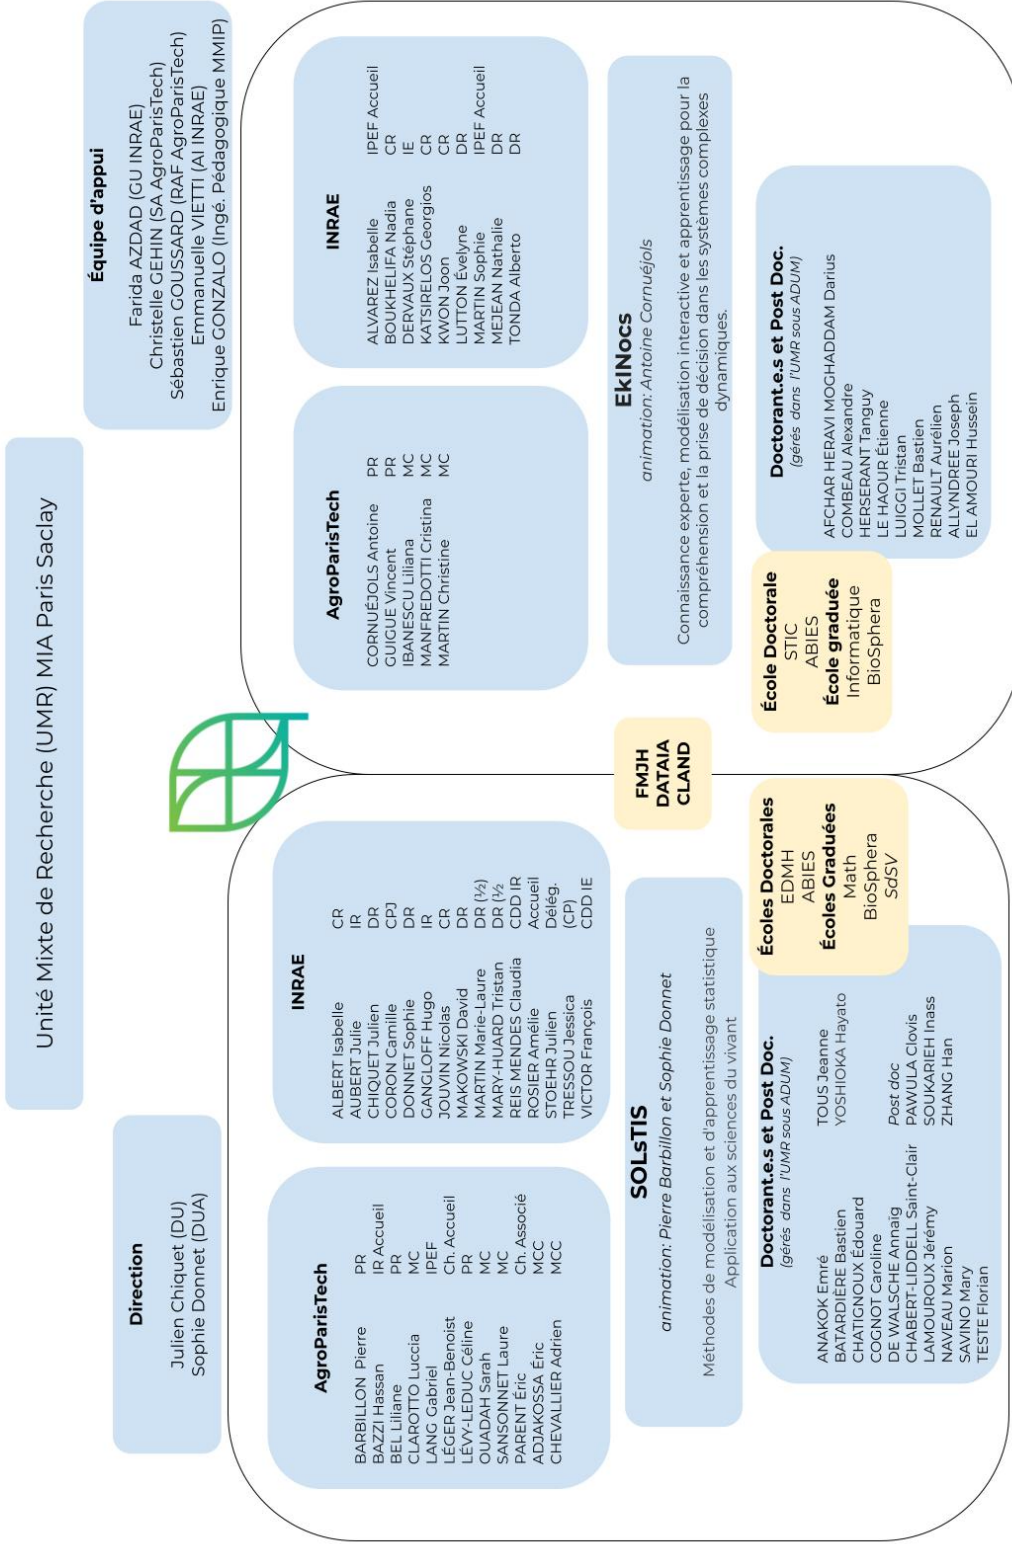 Unité Mixte de Recherche (UMR) MIA Paris Saclay
Direction
Julien Chiquet (DU)
Sophie Donnet (DUA)
Équipe d'appui
Farida AZDAD (GU INRAE)
Christelle GEHIN (SA AgroParisTech)
Sébastien GOUSSARD (RAF AgroParisTech)
Emmanuelle VIETTI (AI INRAE)
Enrique GONZALO (Ingé. Pédagogique MMIP)
AgroParisTech
BARBILLON Pierre PR
BAZZI Hassan IR Accueil
BEL Liliane PR
CLAROTTO Luccia MC
LANG Gabriel IPEF
LÉGER Jean-Benoist Ch. Accueil
LÉVY-LEDUC Céline PR
OUADAH Sarah MC
SANSONNET Laure MC
PARENT Éric Ch. Associé
ADJAKOSSA Éric MCC
CHEVALLIER Adrien MCC
INRAE
ALBERT Isabelle CR
AUBERT Julie IR
CHIQUET Julien DR
CORON Camille CPJ
DONNET Sophie DR
GANGLOFF Hugo IR
JOUVIN Nicolas CR
MAKOWSKI David DR
MARTIN Marie-Laure DR (½)
MARY-HUARD Tristan DR (½
REIS MENDES Claudia CDD IR
ROSIER Amélie Accueil
STOEHR Julien Délég.
TRESSOU Jessica (CP)
VICTOR François CDD IE
SOLsTIS
animation: Pierre Barbillon et Sophie Donnet
Méthodes de modélisation et d'apprentissage statistique
Application aux sciences du vivant
Doctorant.e.s et Post Doc.
(gérés dans l'UMR sous ADUM)
ANAKOK Emré
BATARDIÈRE Bastien
CHATIGNOUX Édouard
COGNOT Caroline
DE WALSCHE Annaig
CHABERT-LIDDELL Saint-Clair
LAMOUROUX Jérémy
NAVEAU Marion
SAVINO Mary
TESTE Florian
TOUS Jeanne
YOSHIOKA Hayato
Post doc
PAWULA Clovis
SOUKARIEH Inass
ZHANG Han
Écoles Doctorales
EDMH
ABIES
Écoles Graduées
Math
BioSphera
SdSV
FMJH
DATAIA
CLAND
AgroParisTech
CORNUÉJOLS Antoine PR
GUIGUE Vincent PR
IBANESCU Liliana MC
MANFREDOTTI Cristina MC
MARTIN Christine MC
INRAE
ALVAREZ Isabelle IPEF Accueil
BOUKHELIFA Nadia CR
DERVAUX Stéphane IE
KATSIRELOS Georgios CR
KWON Joon CR
LUTTON Évelyne DR
MARTIN Sophie IPEF Accueil
MEJEAN Nathalie DR
TONDA Alberto DR
EkINocs
animation: Antoine Cornuéjols
Connaissance experte, modélisation interactive et apprentissage pour la
compréhension et la prise de décision dans les systèmes complexes
dynamiques.
École Doctorale
STIC
ABIES
École graduée
Informatique
BioSphera
Doctorant.e.s et Post Doc.
(gérés dans l'UMR sous ADUM)
AFCHAR HERAVI MOGHADDAM Darius
COMBEAU Alexandre
HERSERANT Tanguy
LE HAOUR Étienne
LUIGGI Tristan
MOLLET Bastien
RENAULT Aurélien
ALLYNDREE Joseph
EL AMOURI Hussein